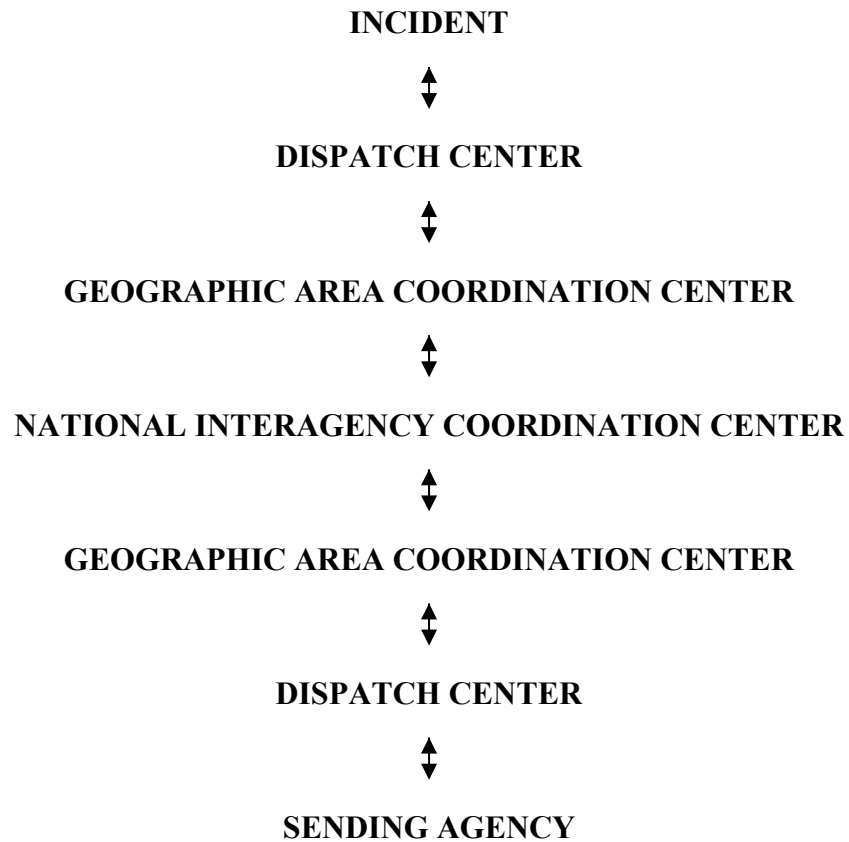 INCIDENT
DISPATCH CENTER
GEOGRAPHIC AREA COORDINATION CENTER
NATIONAL INTERAGENCY COORDINATION CENTER
GEOGRAPHIC AREA COORDINATION CENTER
DISPATCH CENTER
SENDING AGENCY